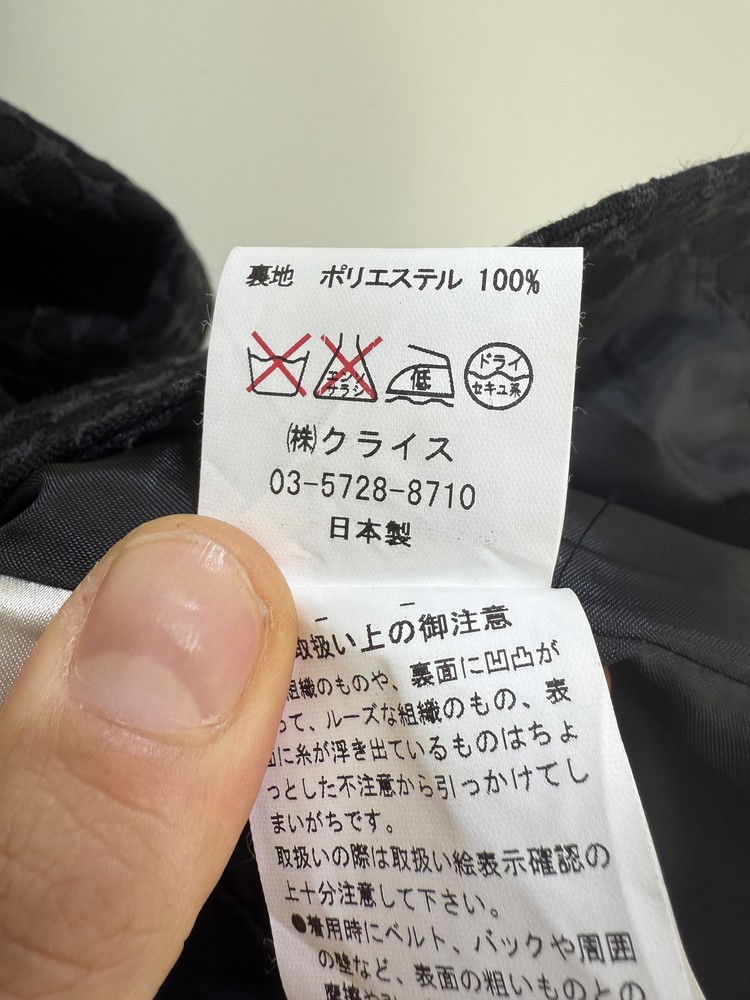 裏地 ポリエステル 100%
エンソ
サラシ
低
ドライ
セキユ系
㈱クライス
03-5728-8710
日本製
取扱い上の御注意
組織のものや、裏面に凹凸が
って、ルーズな組織のもの、表
に糸が浮き出ているものはちょ
っとした不注意から引っかけてし
まいがちです。
取扱いの際は取扱い絵表示確認の
上十分注意して下さい。
●着用時にベルト、バックや周囲
の壁など、表面の粗いものとの
摩擦や引